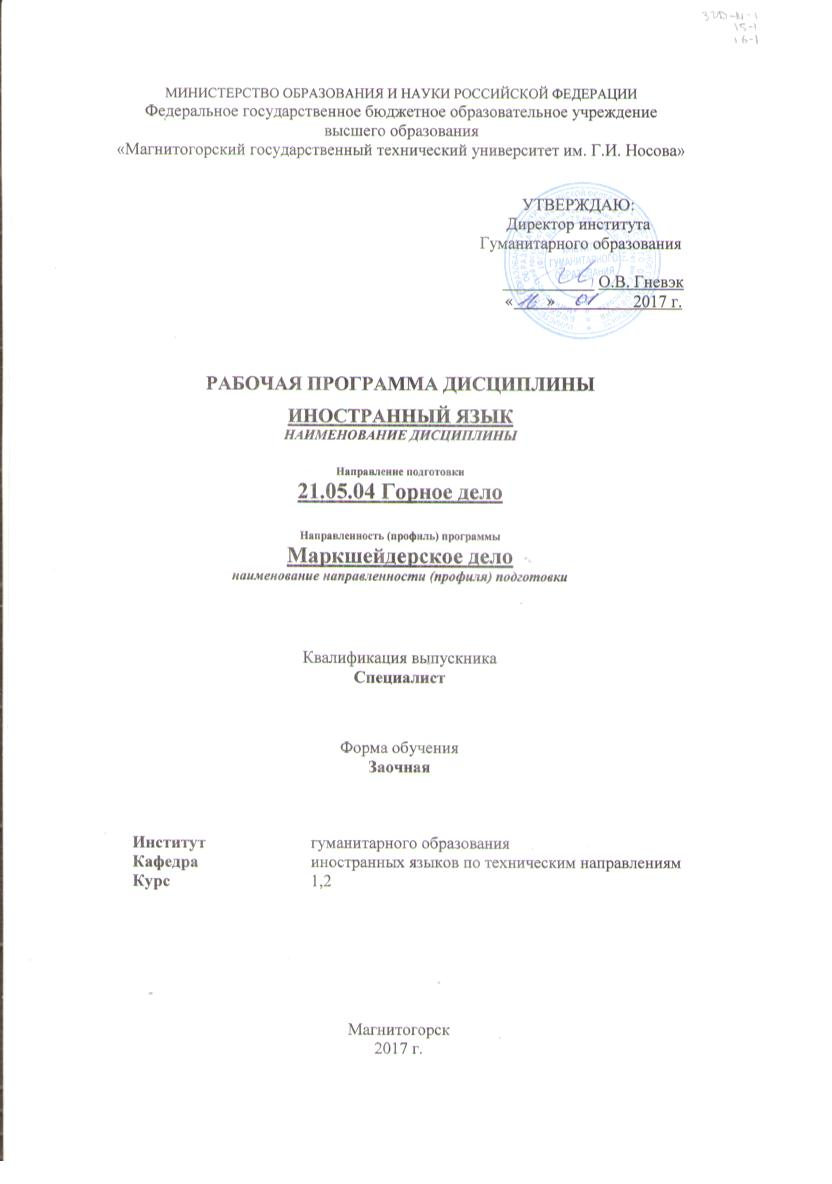 МИНИСТЕРСТВО ОБРАЗОВАНИЯ И НАУКИ РОССИЙСКОЙ ФЕДЕРАЦИИ
Федеральное государственное бюджетное образовательное учреждение
высшего образования
«Магнитогорский государственный технический университет им. Г.И. Носова»
УТВЕРЖДАЮ:
Директор института
Гуманитарного образования
О.В. Гневэк
« 16 » 01 2017 г.
РАБОЧАЯ ПРОГРАММА ДИСЦИПЛИНЫ
ИНОСТРАННЫЙ ЯЗЫК
НАИМЕНОВАНИЕ ДИСЦИПЛИНЫ
Направление подготовки
21.05.04 Горное дело
Направленность (профиль) программы
Маркшейдерское дело
наименование направленности (профиля) подготовки
Квалификация выпускника
Специалист
Форма обучения
Заочная
Институт гуманитарного образования
Кафедра иностранных языков по техническим направлениям
Курс 1,2
Магнитогорск
2017 г.